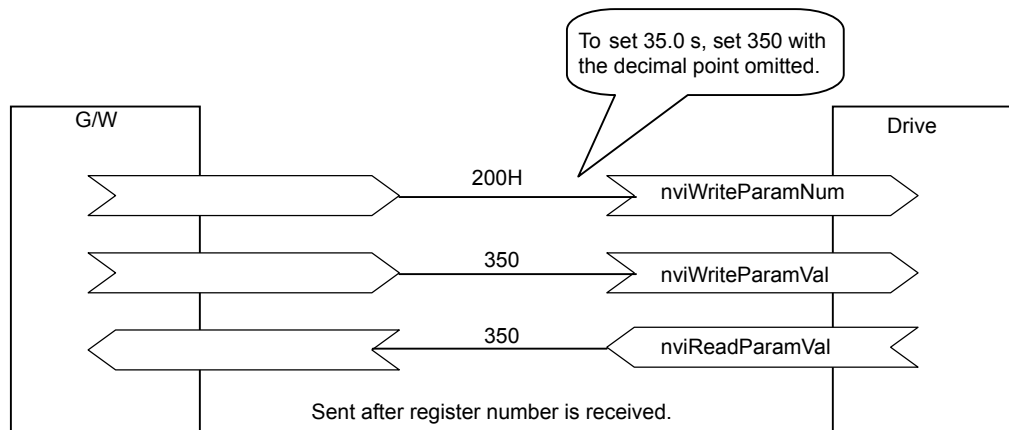 To set 35.0 s, set 350 with
the decimal point omitted.
G/W
Drive
200H
nviWriteParamNum
350
nviWriteParamVal
350
nviReadParamVal
Sent after register number is received.